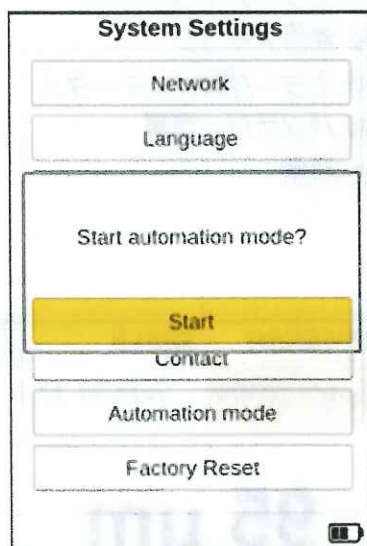 System Settings
Network
Language
Start automation mode?
Start
Contact
Automation mode
Factory Reset